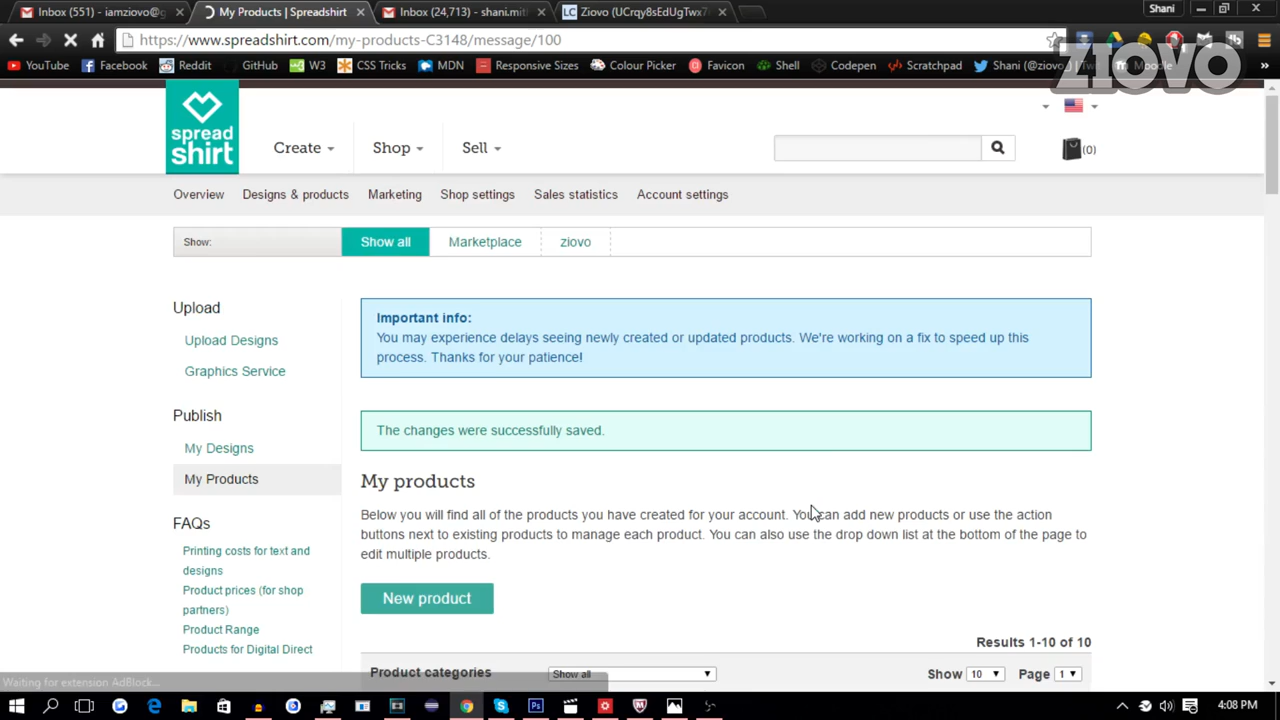 Inbox (551) - iamziovo@g
My Products | Spreadshirt
Inbox (24,713) - shani.mit
Ziovo (UCrqy8sEdUgTwx7
Shani
https://www.spreadshirt.com/my-products-C3148/message/100
YouTube Facebook Reddit GitHub W3 CSS Tricks MDN Responsive Sizes Colour Picker Favicon Shell Codepen Scratchpad Shani (@ziovo_) | Tw Moodle
ZIOVO
spread
shirt
Create Shop Sell
(0)
Overview Designs & products Marketing Shop settings Sales statistics Account settings
Show: Show all Marketplace ziovo
Upload
Upload Designs
Graphics Service
Publish
My Designs
My Products
FAQs
Printing costs for text and
designs
Product prices (for shop
partners)
Product Range
Products for Digital Direct
Important info:
You may experience delays seeing newly created or updated products. We're working on a fix to speed up this
process. Thanks for your patience!
The changes were successfully saved.
My products
Below you will find all of the products you have created for your account. You can add new products or use the action
buttons next to existing products to manage each product. You can also use the drop down list at the bottom of the page to
edit multiple products.
New product
Results 1-10 of 10
Product categories Show all Show 10 Page 1
Waiting for extension AdBlock...
4:08 PM